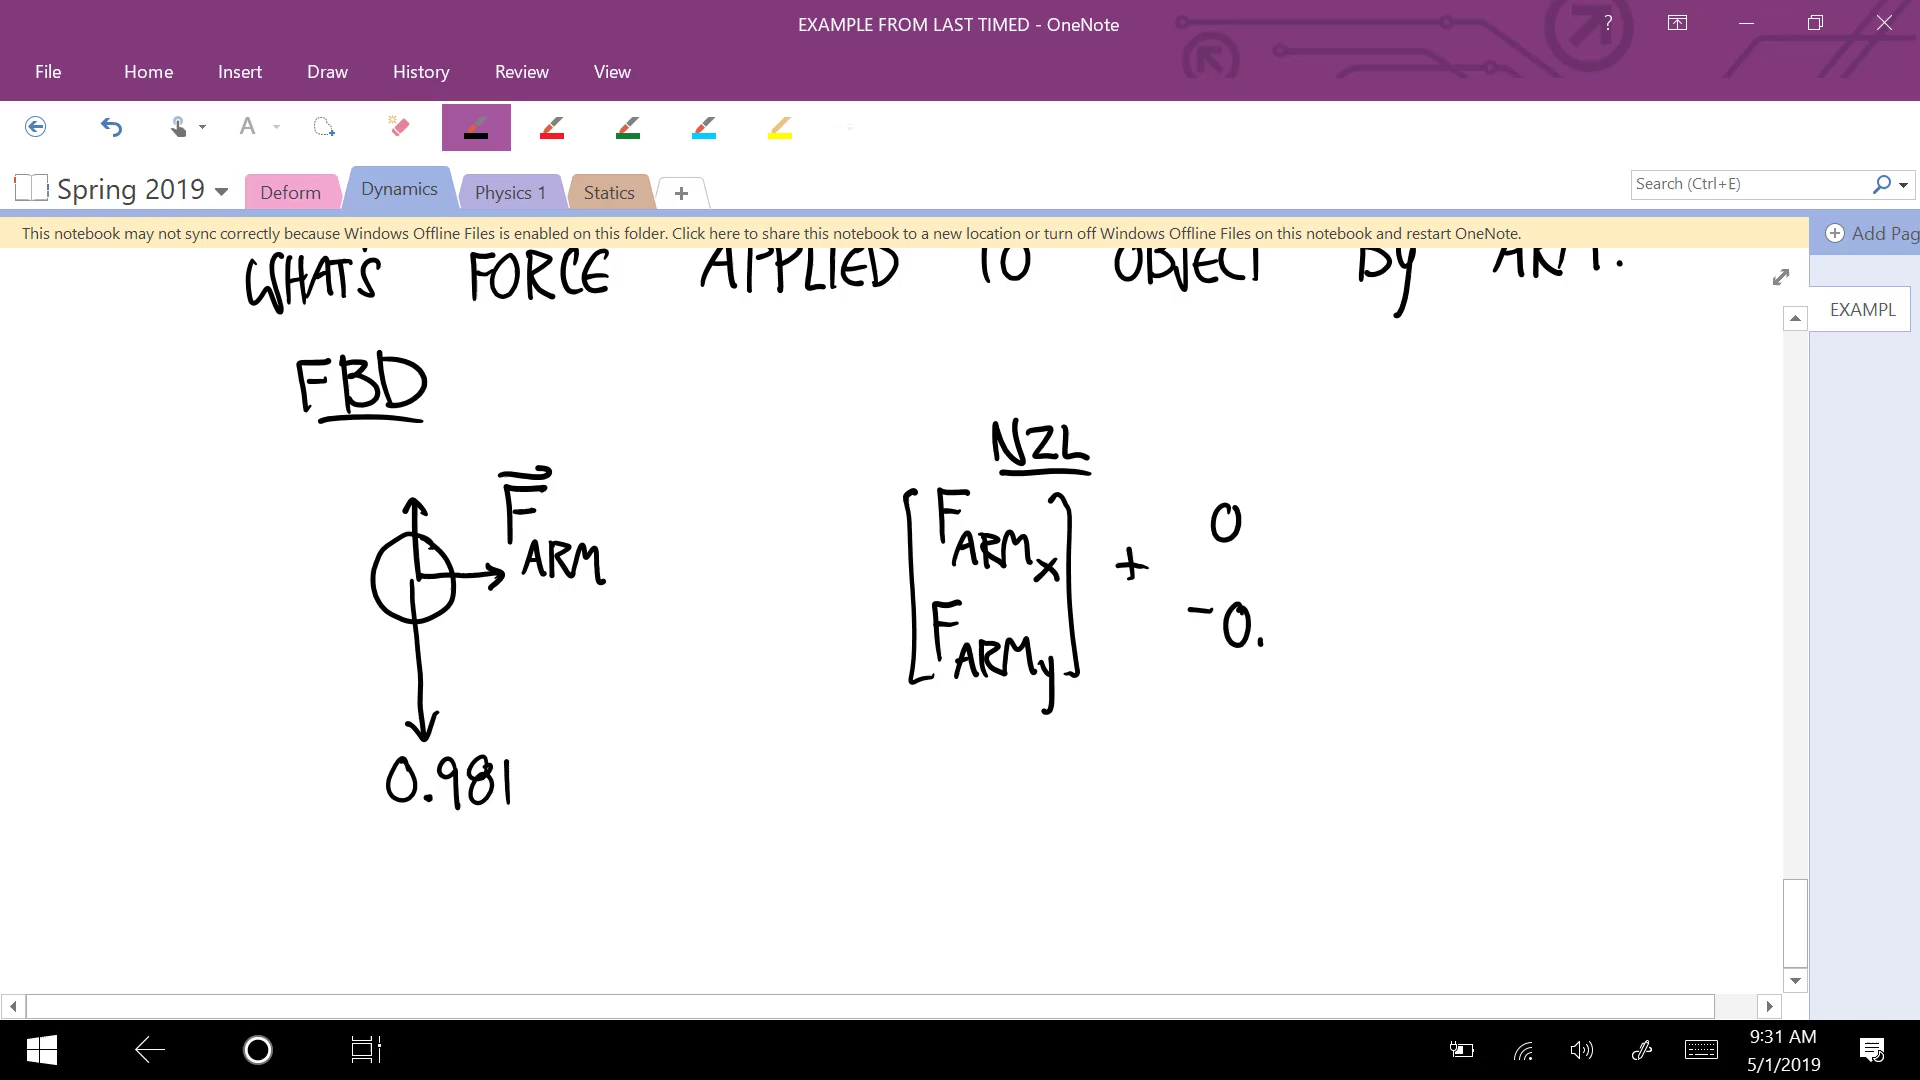 EXAMPLE FROM LAST TIMED - OneNote
?
File Home Insert Draw History Review View
A
Spring 2019 Deform Dynamics Physics 1 Statics +
Search (Ctrl+E)
This notebook may not sync correctly because Windows Offline Files is enabled on this folder. Click here to share this notebook to a new location or turn off Windows Offline Files on this notebook and restart OneNote.
Add Pag
EXAMPL
WHATS FORCE APPLIED TO OBJECT BY
FBD
F ARM
0.981
N2L
F ARM x + 0
F ARM y -0.
9:31 AM
5/1/2019